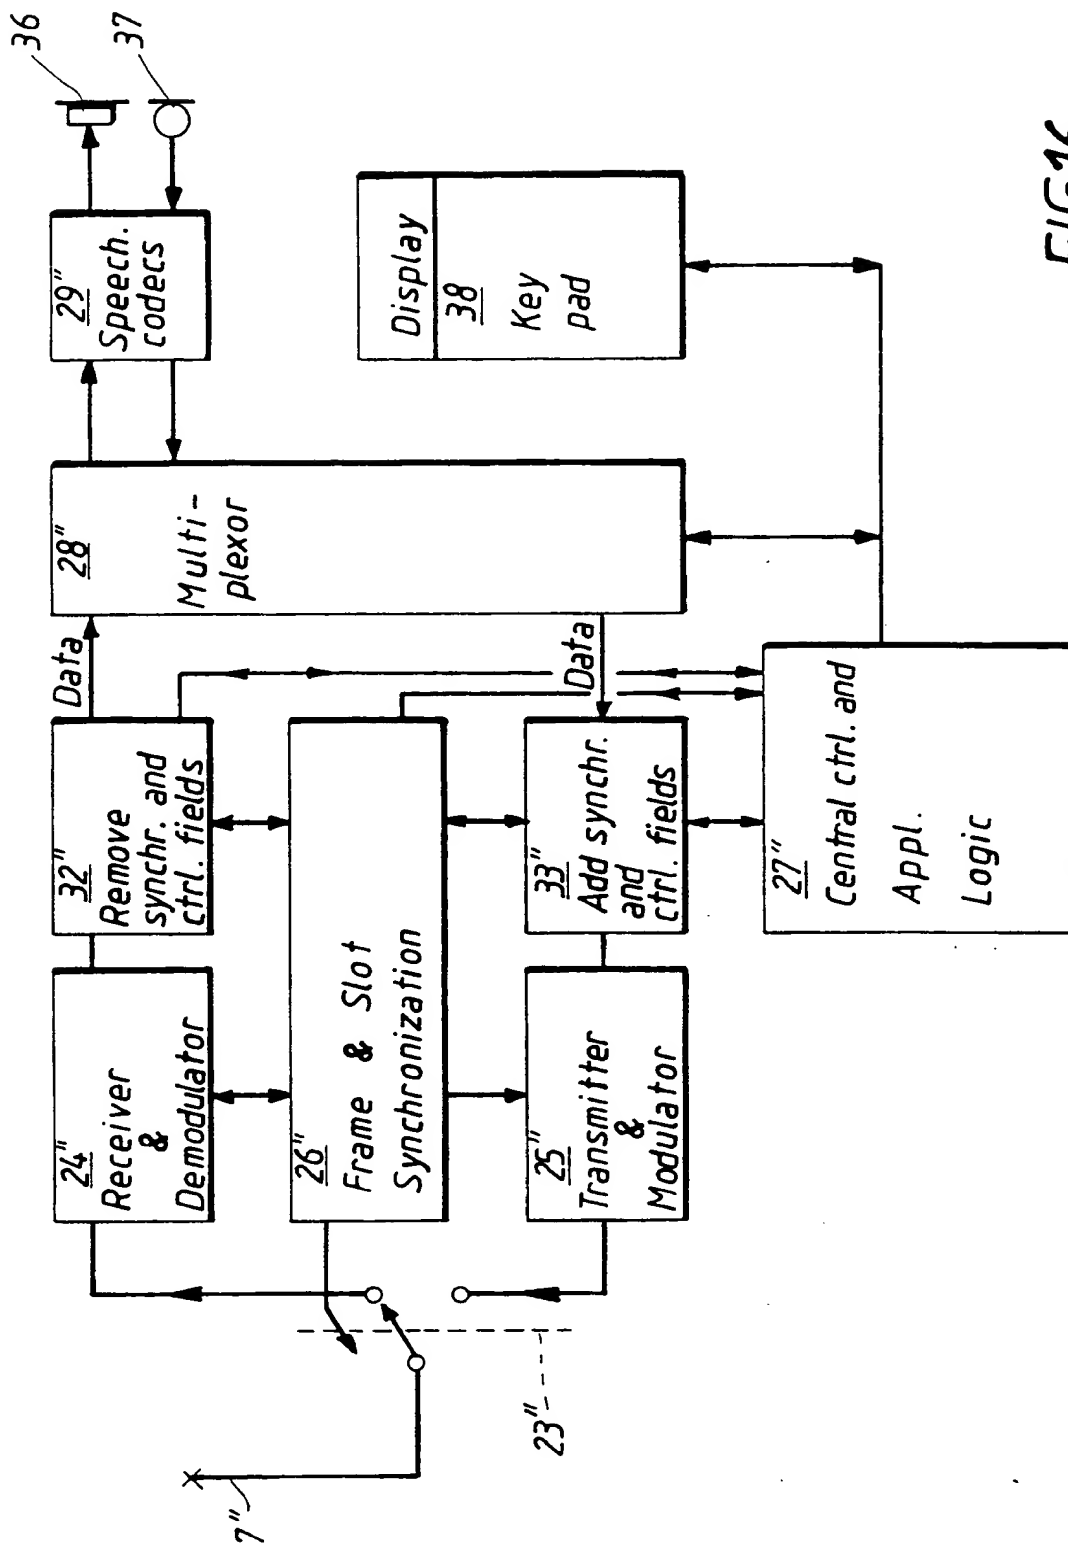 7"
23"
24"
Receiver
&
Demodulator
32"
Remove
synchr. and
ctrl. fields
Data
26"
Frame & Slot
Synchronization
25"
Transmitter
&
Modulator
33"
Add synchr.
and
ctrl. fields
Data
28"
Multi-
plexor
29"
Speech.
codecs
36
37
Display
38
Key
pad
27"
Central ctrl. and
Appl.
Logic
FIG.16